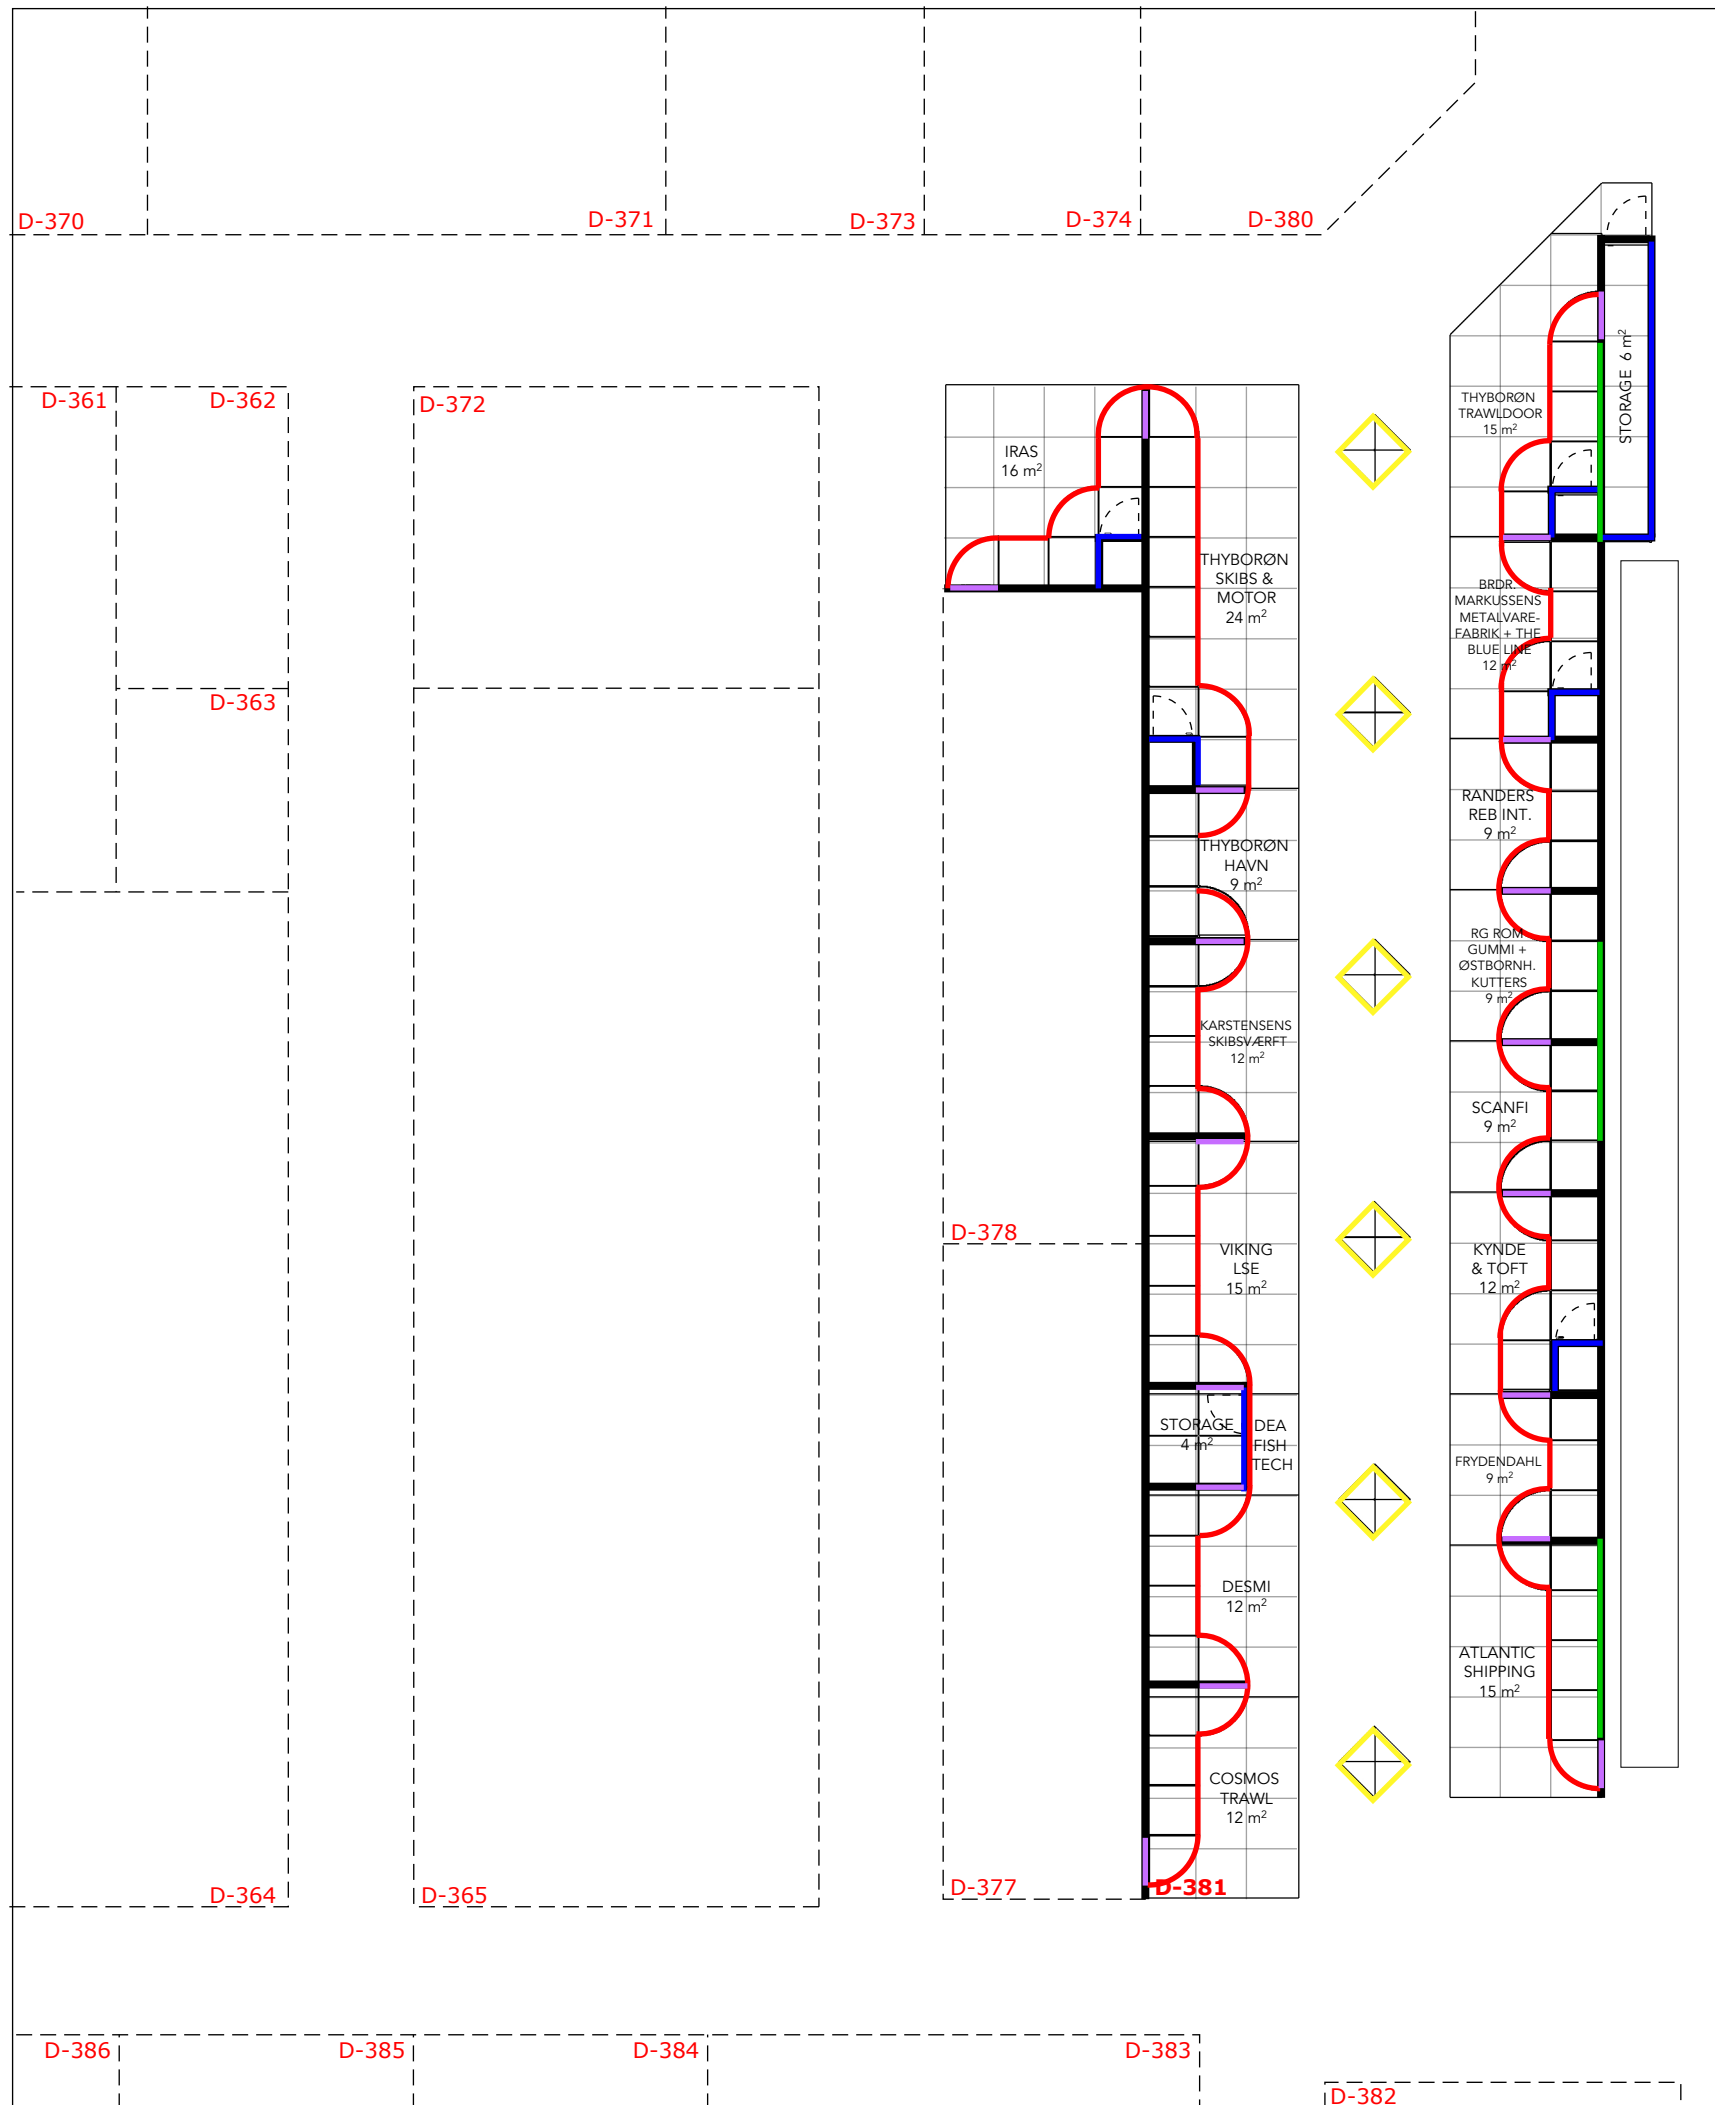 D-370
D-371
D-373
D-374
D-380
D-361
D-362
D-372
D-363
D-364
D-365
IRAS
16 m²
THYBORØN
SKIBS &
MOTOR
24 m²
THYBORØN
HAVN
9 m²
KARSTENSENS
SKIBSVÆRFT
12 m²
D-378
VIKING
LSE
15 m²
STORAGE
4 m²
DEA
FISH
TECH
DESMI
12 m²
COSMOS
TRAWL
12 m²
D-377
D-381
THYBORØN
TRAWLDOOR
15 m²
STORAGE 6 m²
BRDR.
MARKUSSENS
METALVARE-
FABRIK + THE
BLUE LINE
12 m²
RANDERS
REB INT.
9 m²
RG ROM
GUMMI +
ØSTBORNH.
KUTTERS
9 m²
SCANFI
9 m²
KYNDE
& TOFT
12 m²
FRYDENDAHL
9 m²
ATLANTIC
SHIPPING
15 m²
D-386
D-385
D-384
D-383
D-382